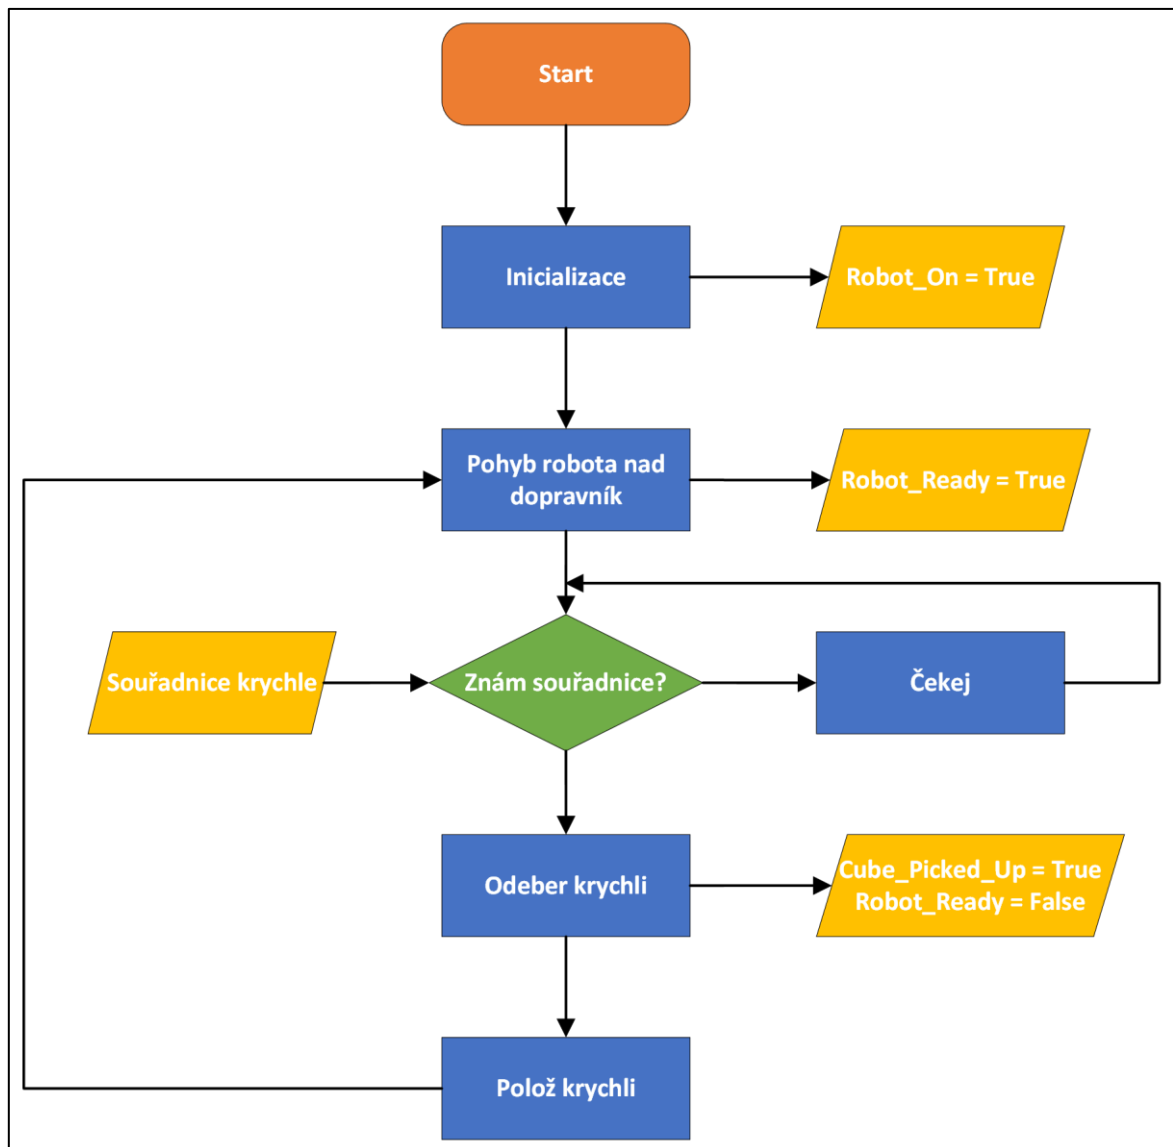 Start
Inicializace
Robot_On = True
Pohyb robota nad
dopravník
Robot_Ready = True
Souřadnice krychle
Znám souřadnice?
Čekej
Odeber krychli
Cube_Picked_Up = True
Robot_Ready = False
Polož krychli